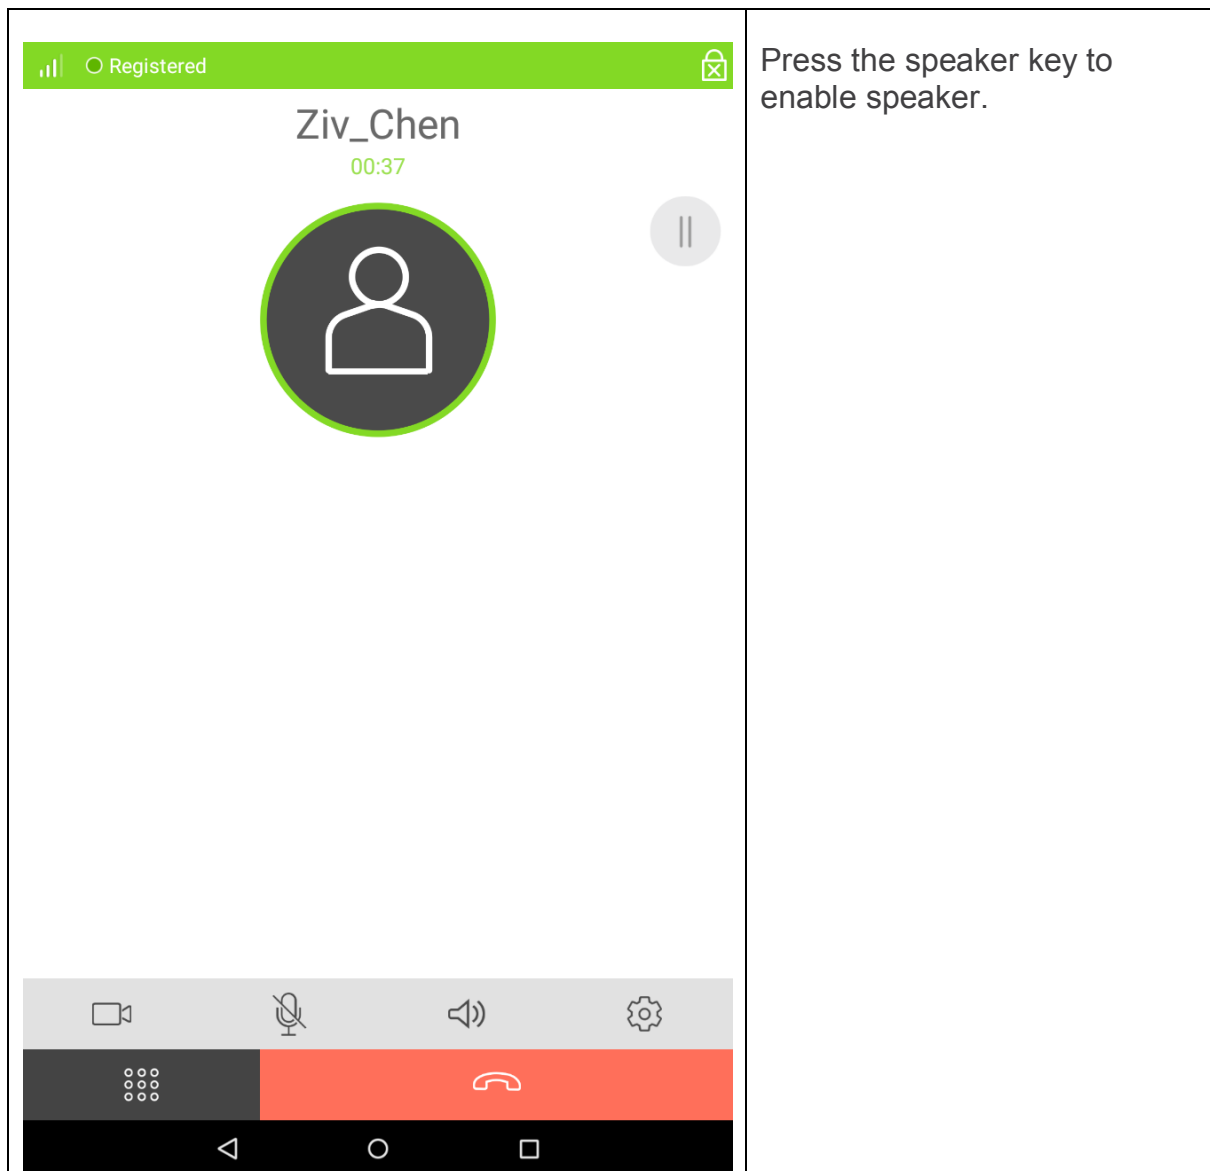 Registered
Ziv_Chen
00:37
Press the speaker key to
enable speaker.